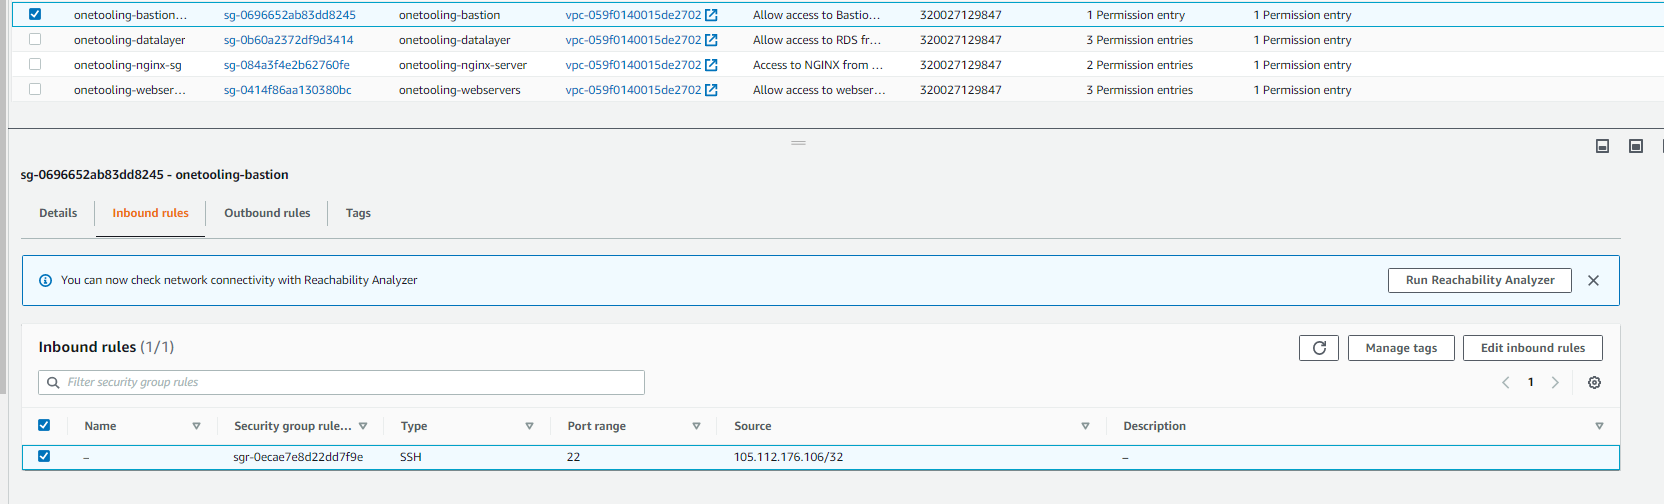 onetooling-bastion... sg-0696652ab83dd8245 onetooling-bastion vpc-059f0140015de2702 Allow access to Bastio... 320027129847 1 Permission entry 1 Permission entry
onetooling-datalayer sg-0b60a2372df9d3414 onetooling-datalayer vpc-059f0140015de2702 Allow access to RDS fr... 320027129847 3 Permission entries 1 Permission entry
onetooling-nginx-sg sg-084a3f4e2b62760fe onetooling-nginx-server vpc-059f0140015de2702 Access to NGINX from ... 320027129847 2 Permission entries 1 Permission entry
onetooling-webser... sg-0414f86aa130380bc onetooling-webservers vpc-059f0140015de2702 Allow access to webser... 320027129847 3 Permission entries 1 Permission entry
sg-0696652ab83dd8245 - onetooling-bastion
Details Inbound rules Outbound rules Tags
You can now check network connectivity with Reachability Analyzer Run Reachability Analyzer
Inbound rules (1/1) Manage tags Edit inbound rules
Filter security group rules 1
Name Security group rule... Type Port range Source Description
– sgr-0ecae7e8d22dd7f9e SSH 22 105.112.176.106/32 –